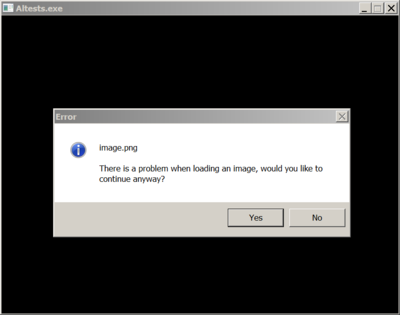 AItests.exe
Error
image.png
There is a problem when loading an image, would you like to
continue anyway?
Yes
No